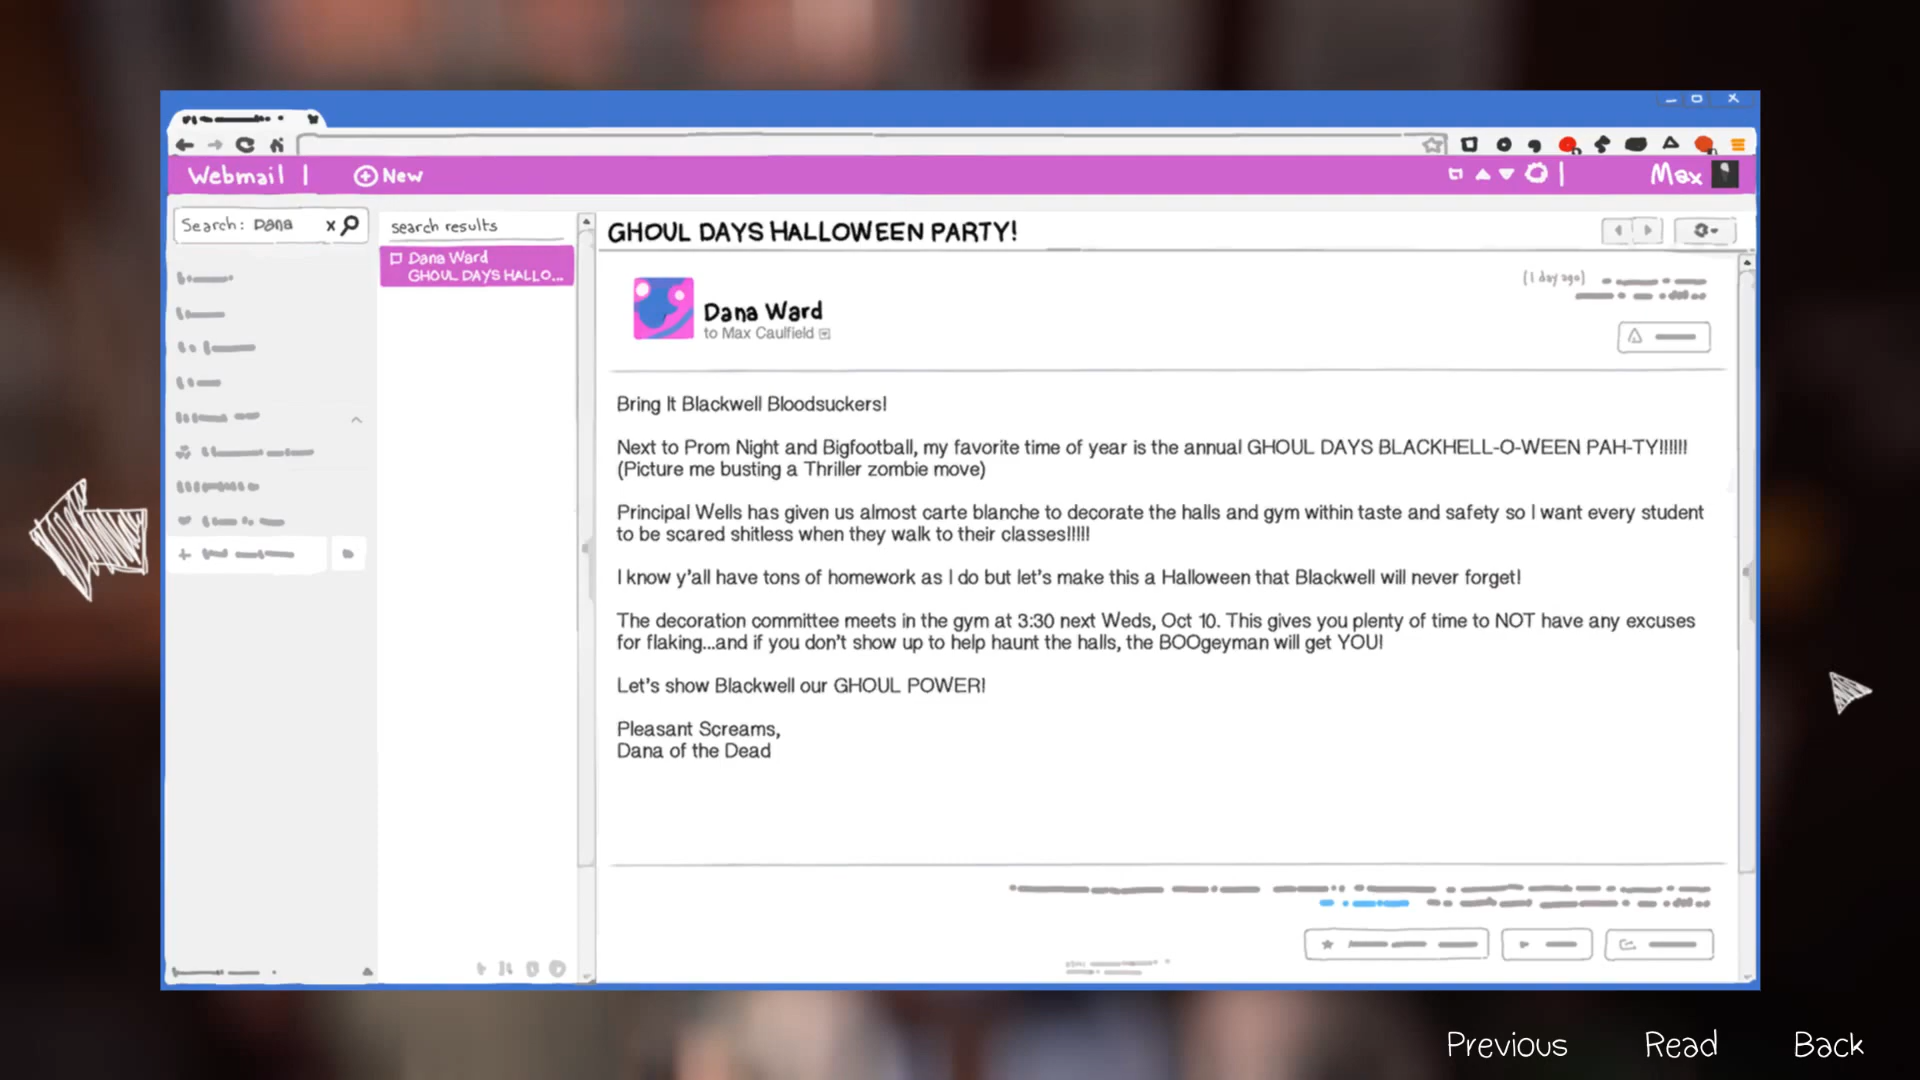 Webmail | New
Max
Search: Dana x
search results
Dana Ward
GHOUL DAYS HALLO...
GHOUL DAYS HALLOWEEN PARTY!
(1 day ago)
Dana Ward
to Max Caulfield
Bring It Blackwell Bloodsuckers!
Next to Prom Night and Bigfootball, my favorite time of year is the annual GHOUL DAYS BLACKHELL-O-WEEN PAH-TY!!!!!!
(Picture me busting a Thriller zombie move)
Principal Wells has given us almost carte blanche to decorate the halls and gym within taste and safety so I want every student
to be scared shitless when they walk to their classes!!!!!
I know y'all have tons of homework as I do but let's make this a Halloween that Blackwell will never forget!
The decoration committee meets in the gym at 3:30 next Weds, Oct 10. This gives you plenty of time to NOT have any excuses
for flaking...and if you don't show up to help haunt the halls, the BOOgeyman will get YOU!
Let's show Blackwell our GHOUL POWER!
Pleasant Screams,
Dana of the Dead
Previous
Read
Back